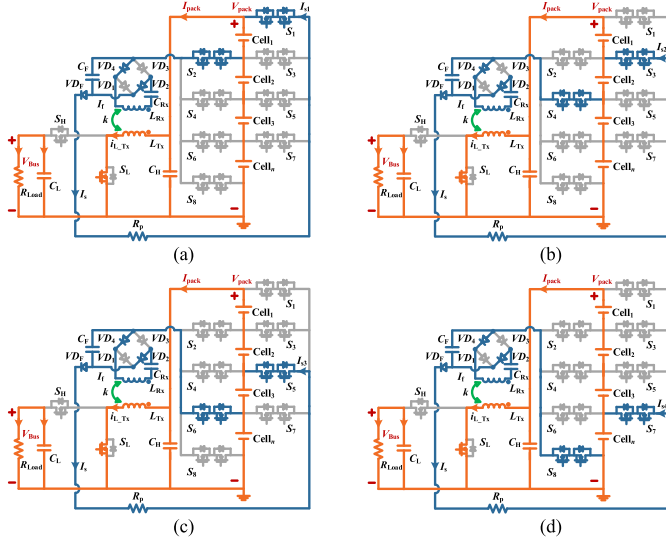 I_pack V_pack I_s1
+ S_1
Cell_1
C_F VD_4 VD_3 S_2 S_3
VD_F VD_1 VD_2 Cell_2
I_f C_Rx S_4 S_5
k L_Rx Cell_3
S_H S_6 S_7
+ i_L_Tx L_Tx
V_Bus S_L C_H Cell_n
R_Load C_L I_s S_8
− −
R_p
(a)
I_pack V_pack
+ S_1
Cell_1 I_s2
C_F VD_4 VD_3 S_2 S_3
VD_F VD_1 VD_2 Cell_2
I_f C_Rx S_4 S_5
k L_Rx Cell_3
S_H S_6 S_7
+ i_L_Tx L_Tx
V_Bus S_L C_H Cell_n
R_Load C_L I_s S_8
− −
R_p
(b)
I_pack V_pack
+ S_1
Cell_1
C_F VD_4 VD_3 S_2 S_3
VD_F VD_1 VD_2 Cell_2 I_s3
I_f C_Rx S_4 S_5
k L_Rx Cell_3
S_H S_6 S_7
+ i_L_Tx L_Tx
V_Bus S_L C_H Cell_n
R_Load C_L I_s S_8
− −
R_p
(c)
I_pack V_pack
+ S_1
Cell_1
C_F VD_4 VD_3 S_2 S_3
VD_F VD_1 VD_2 Cell_2
I_f C_Rx S_4 S_5
k L_Rx Cell_3
S_H S_6 S_7
+ i_L_Tx L_Tx
V_Bus S_L C_H Cell_n
R_Load C_L I_s S_8
− −
R_p
(d)